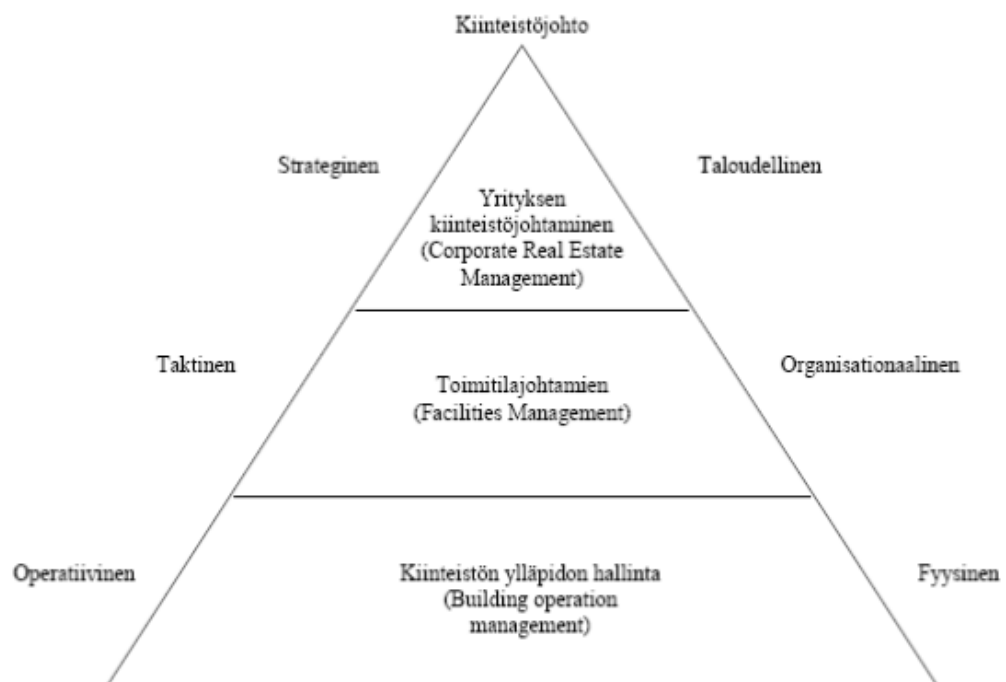 Kiinteistöjohto
Strateginen
Taloudellinen
Yrityksen
kiinteistöjohtaminen
(Corporate Real Estate
Management)
Taktinen
Organisationaalinen
Toimitilajohtamien
(Facilities Management)
Operatiivinen
Kiinteistön ylläpidon hallinta
(Building operation
management)
Fyysinen